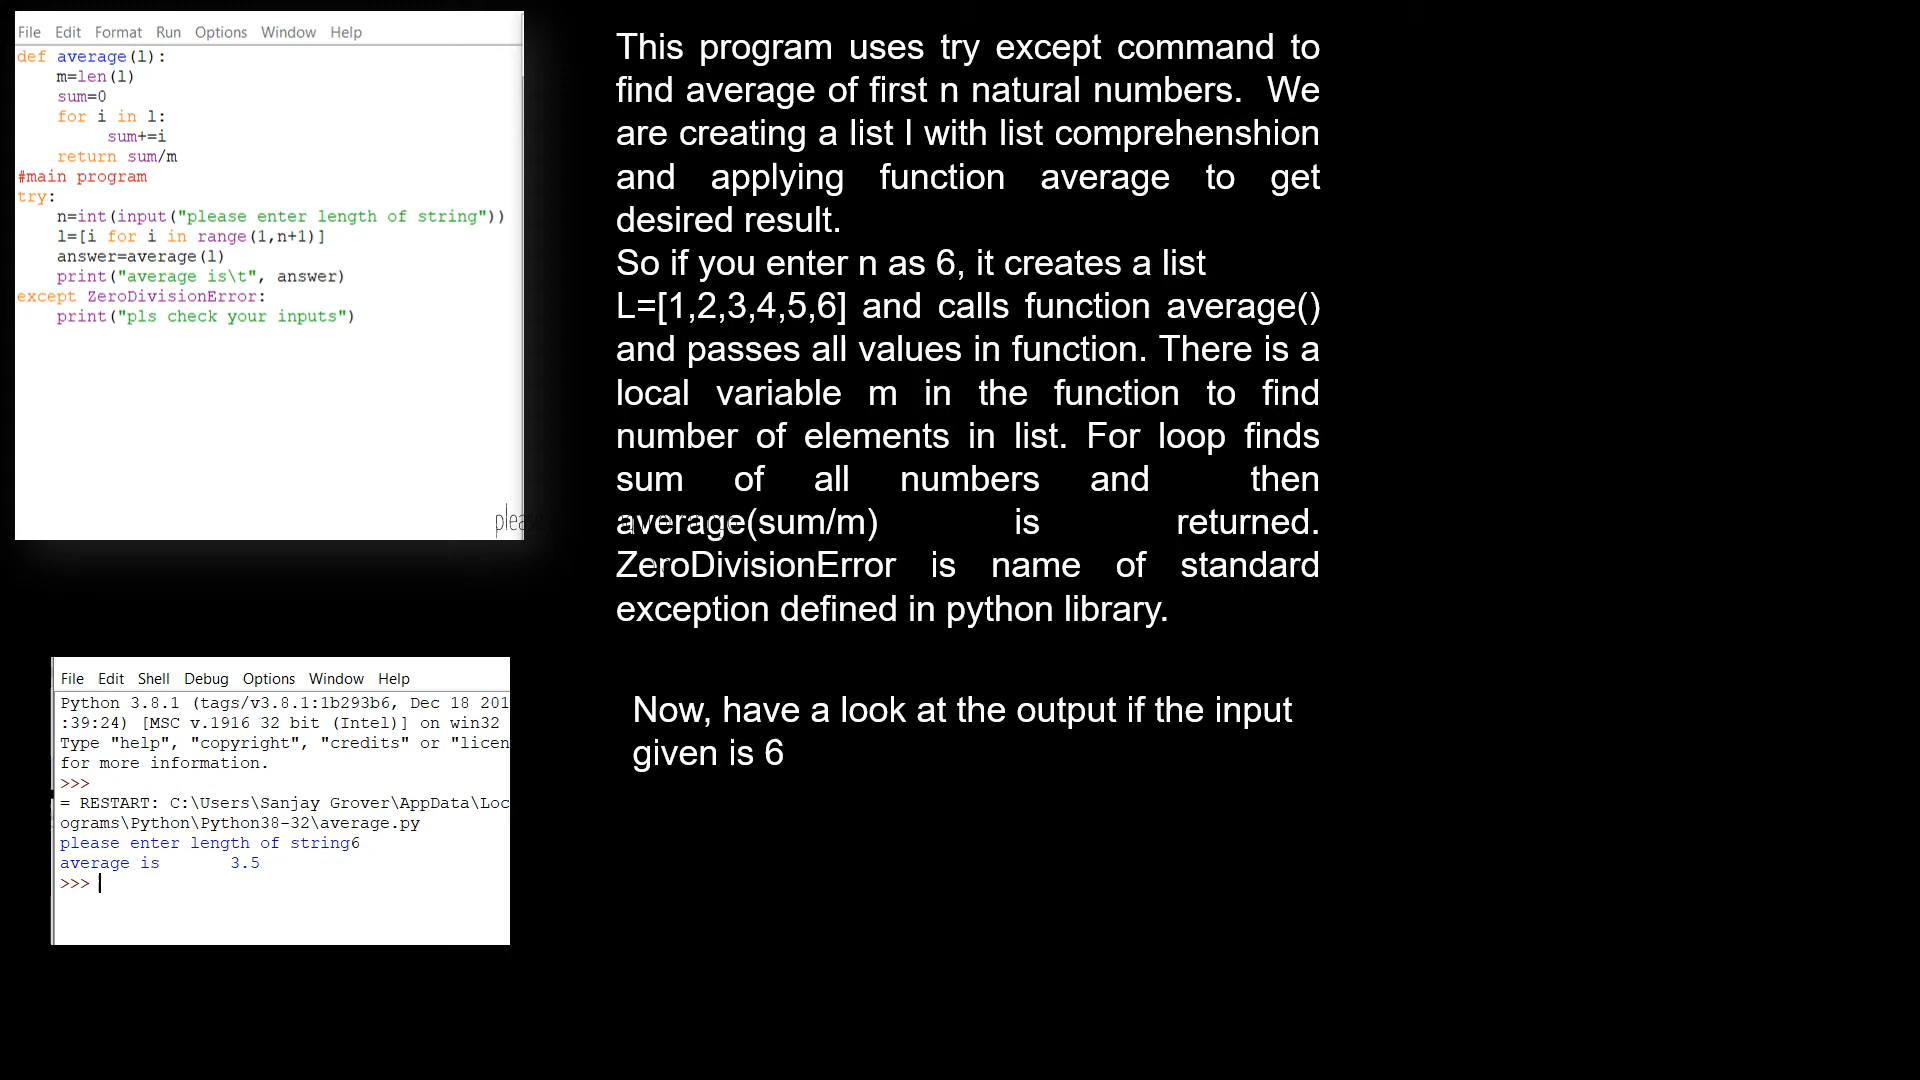 File Edit Format Run Options Window Help
def average(l):
    m=len(l)
    sum=0
    for i in l:
         sum+=i
    return sum/m
#main program
try:
    n=int(input("please enter length of string"))
    l=[i for i in range(1,n+1)]
    answer=average(l)
    print("average is\t", answer)
except ZeroDivisionError:
    print("pls check your inputs")
This program uses try except command to
find average of first n natural numbers.  We
are creating a list l with list comprehenshion
and applying function average to get
desired result.
So if you enter n as 6, it creates a list
L=[1,2,3,4,5,6] and calls function average()
and passes all values in function. There is a
local variable m in the function to find
number of elements in list. For loop finds
sum of all numbers and then
average(sum/m) is returned.
ZeroDivisionError is name of standard
exception defined in python library.
Now, have a look at the output if the input
given is 6
File Edit Shell Debug Options Window Help
Python 3.8.1 (tags/v3.8.1:1b293b6, Dec 18 201
:39:24) [MSC v.1916 32 bit (Intel)] on win32
Type "help", "copyright", "credits" or "licen
for more information.
>>>
= RESTART: C:\Users\Sanjay Grover\AppData\Loc
ograms\Python\Python38-32\average.py
please enter length of string6
average is       3.5
>>>